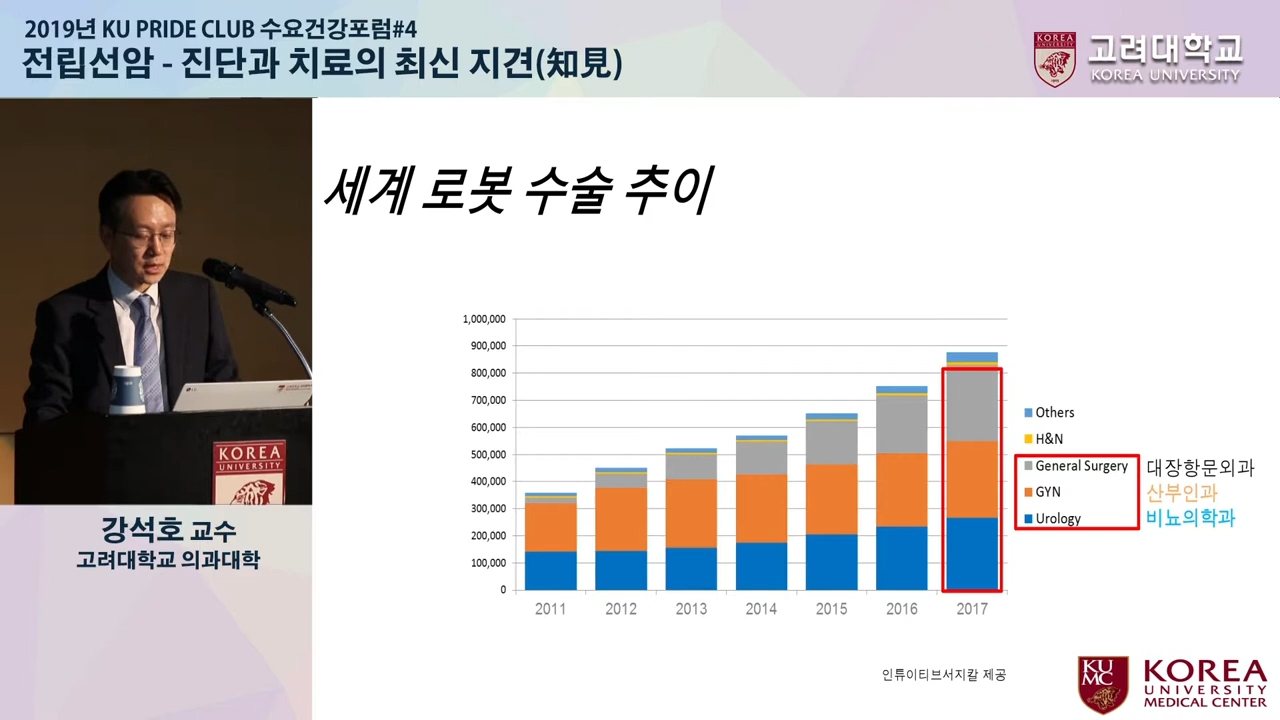 2019년 KU PRIDE CLUB 수요건강포럼#4
전립선암 - 진단과 치료의 최신 지견(知見)
KOREA
고려대학교
KOREA UNIVERSITY
세계 로봇 수술 추이
1,000,000
900,000
800,000
700,000
600,000
500,000
400,000
300,000
200,000
100,000
0
2011 2012 2013 2014 2015 2016 2017
Others
H&N
General Surgery 대장항문외과
GYN 산부인과
Urology 비뇨의학과
KOREA
UNIVERSITY
강석호 교수
고려대학교 의과대학
인튜이티브서지칼 제공
KU
MC
KOREA
UNIVERSITY
MEDICAL CENTER